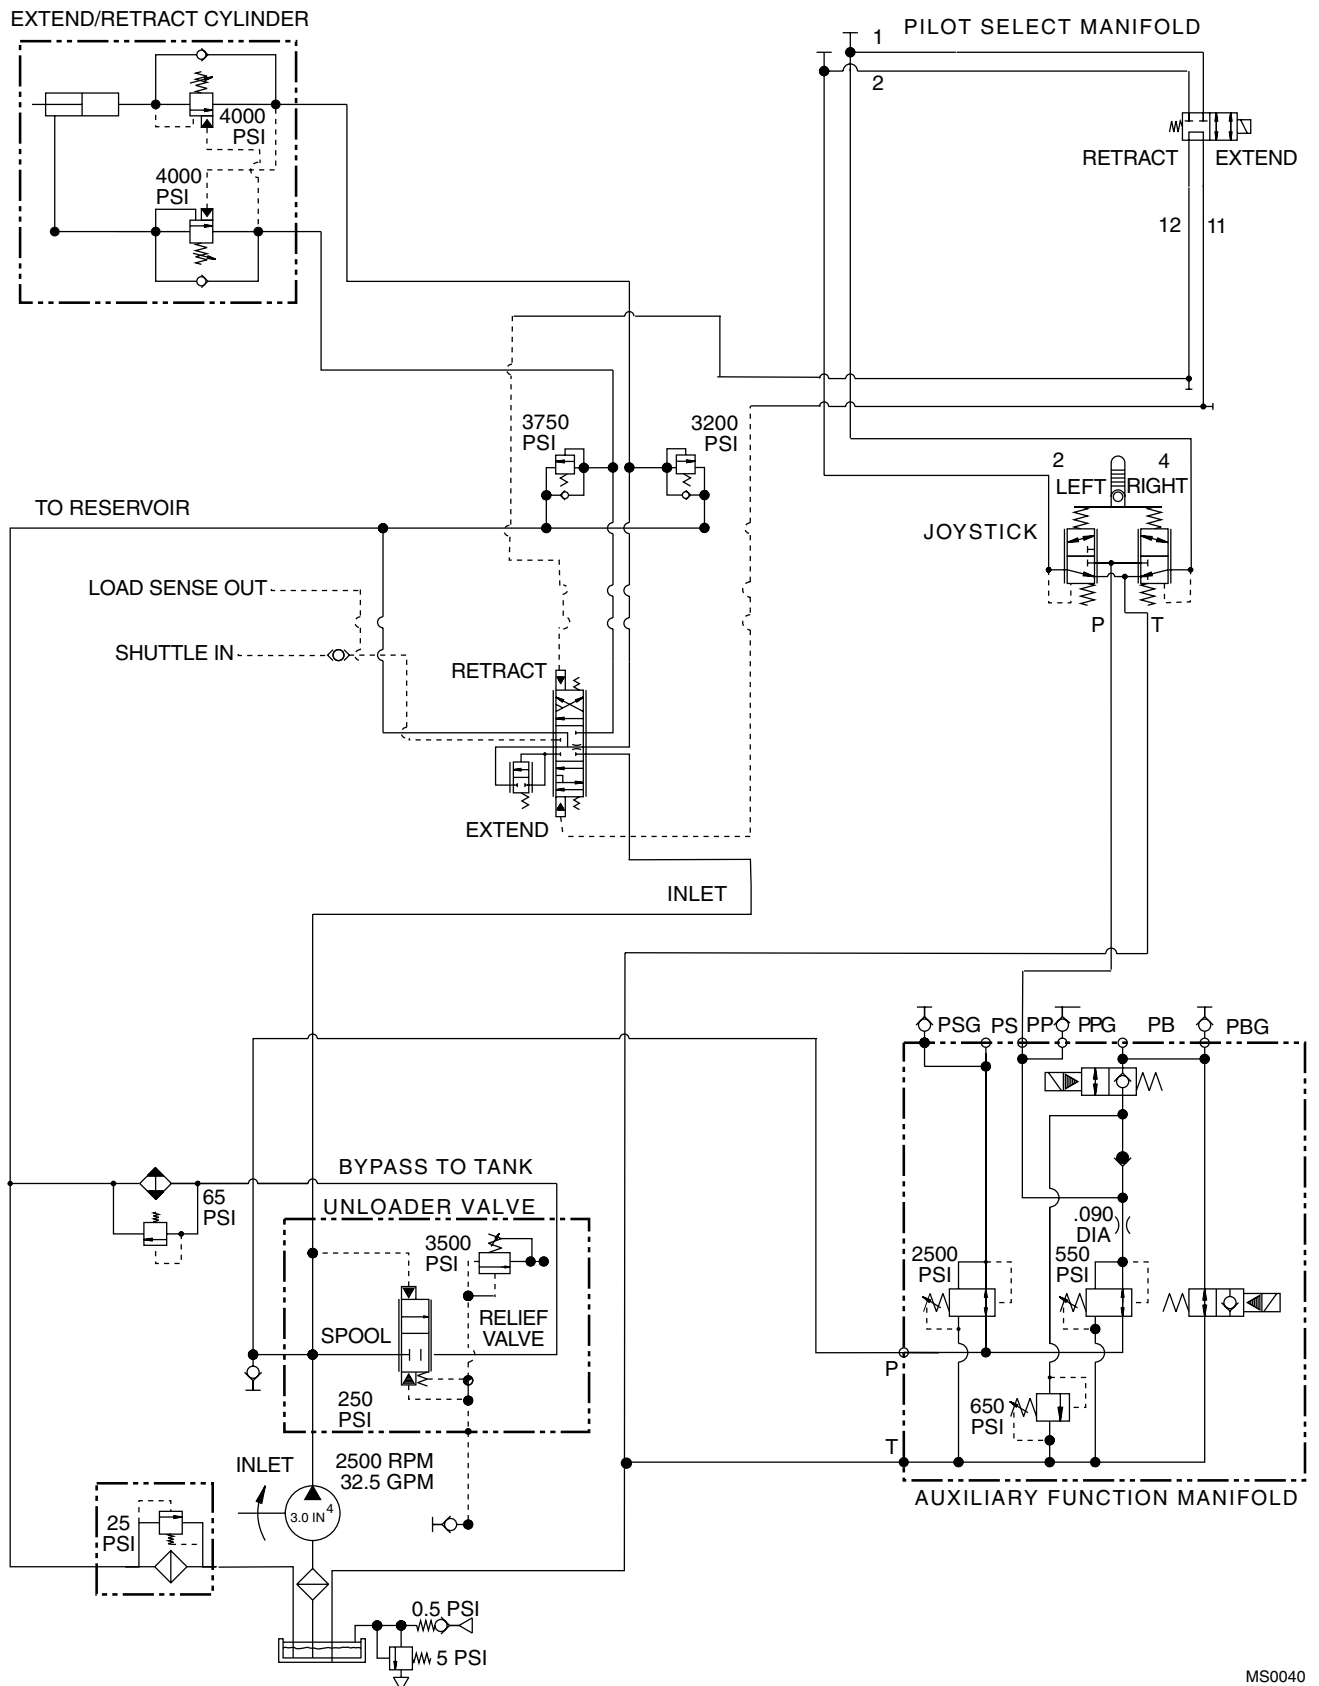 EXTEND/RETRACT CYLINDER
PILOT SELECT MANIFOLD
1
2
4000
PSI
4000
PSI
RETRACT
EXTEND
12
11
3750
PSI
3200
PSI
2
4
LEFT
RIGHT
JOYSTICK
TO RESERVOIR
LOAD SENSE OUT
SHUTTLE IN
P
T
RETRACT
EXTEND
INLET
PSG
PS
PP
PPG
PB
PBG
BYPASS TO TANK
65
PSI
UNLOADER VALVE
3500
PSI
.090
DIA
2500
PSI
550
PSI
RELIEF
VALVE
SPOOL
P
250
PSI
650
PSI
T
2500 RPM
32.5 GPM
INLET
AUXILIARY FUNCTION MANIFOLD
25
PSI
3.0 IN 4
0.5 PSI
5 PSI
MS0040